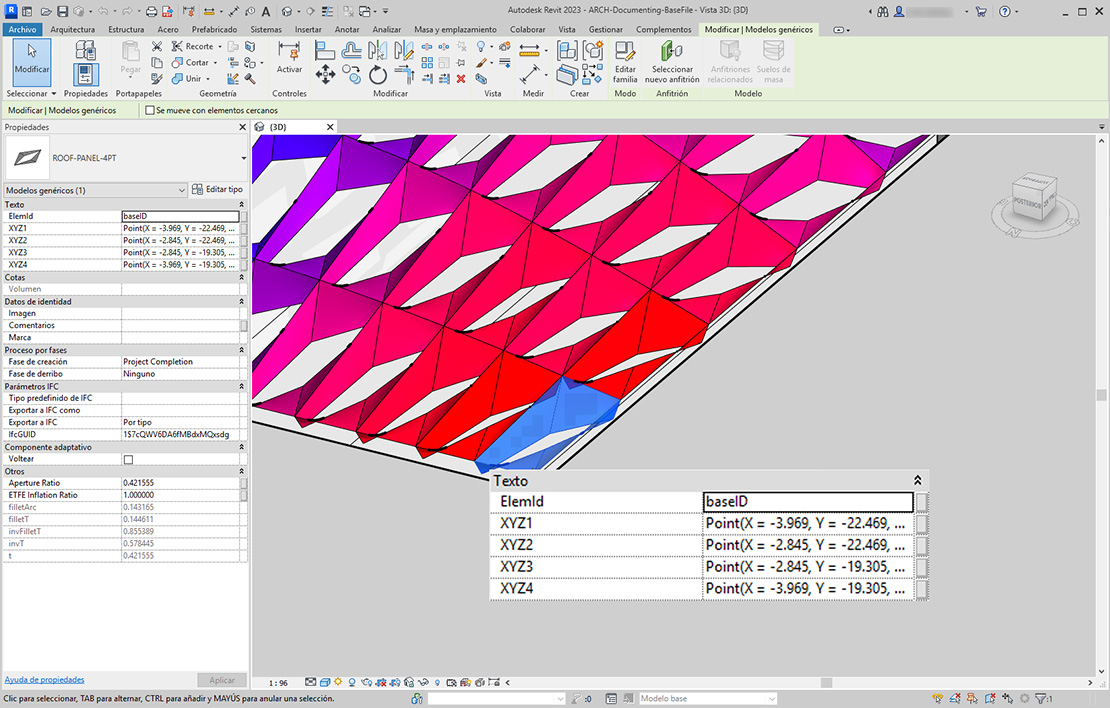 Autodesk Revit 2023 - ARCH-Documenting-BaseFile - Vista 3D: {3D}
Archivo Arquitectura Estructura Acero Prefabricado Sistemas Insertar Anotar Analizar Masa y emplazamiento Colaborar Vista Gestionar Complementos Modificar | Modelos genéricos
Modificar
Pegar
Recorte
Cortar
Unir
Activar
Editar familia
Seleccionar nuevo anfitrión
Anfitriones relacionados
Suelos de masa
Seleccionar Propiedades Portapapeles Geometría Controles Modificar Vista Medir Crear Modo Anfitrión Modelo
Modificar | Modelos genéricos Se mueve con elementos cercanos
Propiedades
{3D}
ROOF-PANEL-4PT
Modelos genéricos (1) Editar tipo
Texto
ElemId baseID
XYZ1 Point(X = -3.969, Y = -22.469, ...
XYZ2 Point(X = -2.845, Y = -22.469, ...
XYZ3 Point(X = -2.845, Y = -19.305, ...
XYZ4 Point(X = -3.969, Y = -19.305, ...
Cotas
Volumen
Datos de identidad
Imagen
Comentarios
Marca
Proceso por fases
Fase de creación Project Completion
Fase de derribo Ninguno
Parámetros IFC
Tipo predefinido de IFC
Exportar a IFC como
Exportar a IFC Por tipo
IfcGUID 1S7cQWV6DA6fMBdxMQxsdg
Componente adaptativo
Voltear
Otros
Aperture Ratio 0.421555
ETFE Inflation Ratio 1.000000
filletArc 0.143165
filletT 0.144611
invFilletT 0.855389
invT 0.578445
t 0.421555
POSTERIOR
Texto
ElemId baseID
XYZ1 Point(X = -3.969, Y = -22.469, ...
XYZ2 Point(X = -2.845, Y = -22.469, ...
XYZ3 Point(X = -2.845, Y = -19.305, ...
XYZ4 Point(X = -3.969, Y = -19.305, ...
Ayuda de propiedades Aplicar
1 : 96
Clic para seleccionar, TAB para alternar, CTRL para añadir y MAYÚS para anular una selección.
:0 Modelo base :1